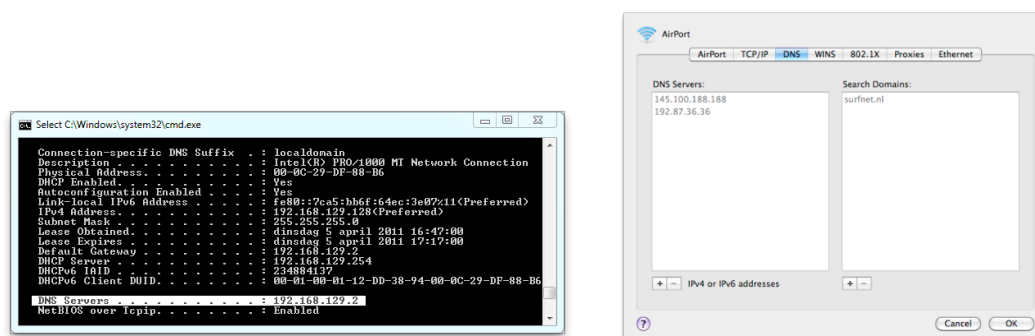 Select C:\Windows\system32\cmd.exe
Connection-specific DNS Suffix . : localdomain
Description . . . . . . . . . . . : Intel(R) PRO/1000 MT Network Connection
Physical Address. . . . . . . . . : 00-0C-29-DF-88-B6
DHCP Enabled. . . . . . . . . . . : Yes
Autoconfiguration Enabled . . . . : Yes
Link-local IPv6 Address . . . . . : fe80::7ca5:bb6f:64ec:3e07%11(Preferred)
IPv4 Address. . . . . . . . . . . : 192.168.129.128(Preferred)
Subnet Mask . . . . . . . . . . . : 255.255.255.0
Lease Obtained. . . . . . . . . . : dinsdag 5 april 2011 16:47:00
Lease Expires . . . . . . . . . . : dinsdag 5 april 2011 17:17:00
Default Gateway . . . . . . . . . : 192.168.129.2
DHCP Server . . . . . . . . . . . : 192.168.129.254
DHCPv6 IAID . . . . . . . . . . . : 234884137
DHCPv6 Client DUID. . . . . . . . : 00-01-00-01-12-DD-38-94-00-0C-29-DF-88-B6
DNS Servers . . . . . . . . . . . : 192.168.129.2
NetBIOS over Tcpip. . . . . . . . : Enabled
AirPort
AirPort TCP/IP DNS WINS 802.1X Proxies Ethernet
DNS Servers: Search Domains:
145.100.188.188 surfnet.nl
192.87.36.36
+ − IPv4 or IPv6 addresses + −
? Cancel OK